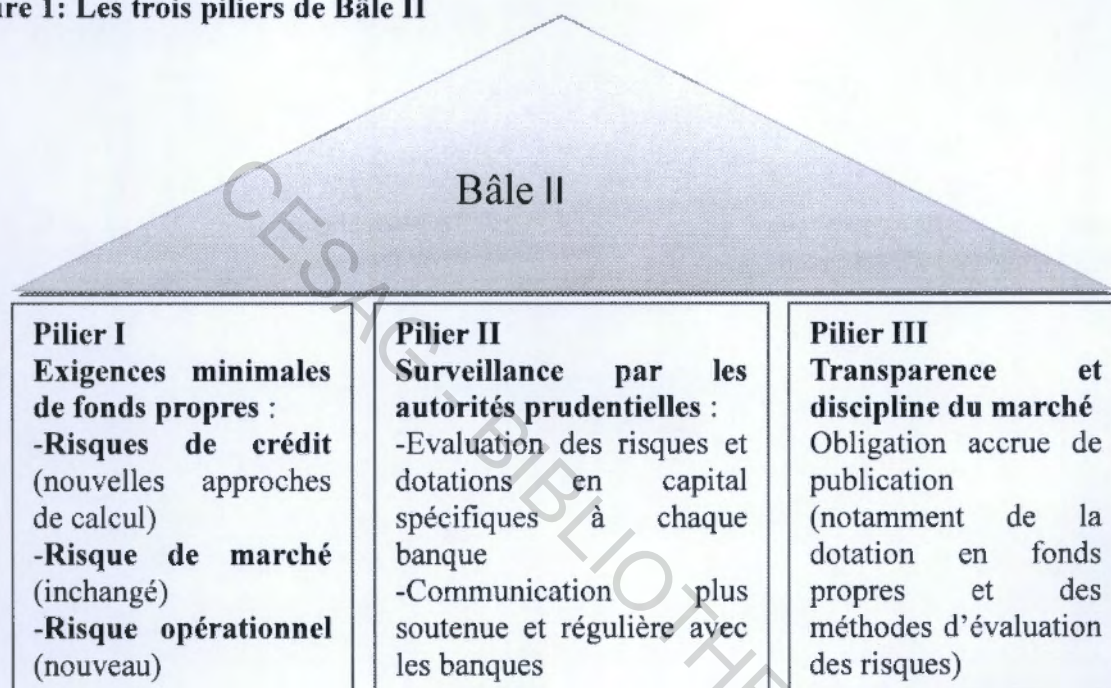 re 1: Les trois piliers de Bâle II
Bâle II
Pilier I
Exigences minimales
de fonds propres :
-Risques de crédit
(nouvelles approches
de calcul)
-Risque de marché
(inchangé)
-Risque opérationnel
(nouveau)
Pilier II
Surveillance par les
autorités prudentielles :
-Evaluation des risques et
dotations en capital
spécifiques à chaque
banque
-Communication plus
soutenue et régulière avec
les banques
Pilier III
Transparence et
discipline du marché
Obligation accrue de
publication
(notamment de la
dotation en fonds
propres et des
méthodes d'évaluation
des risques)
CESAG - BIBLIOTHE